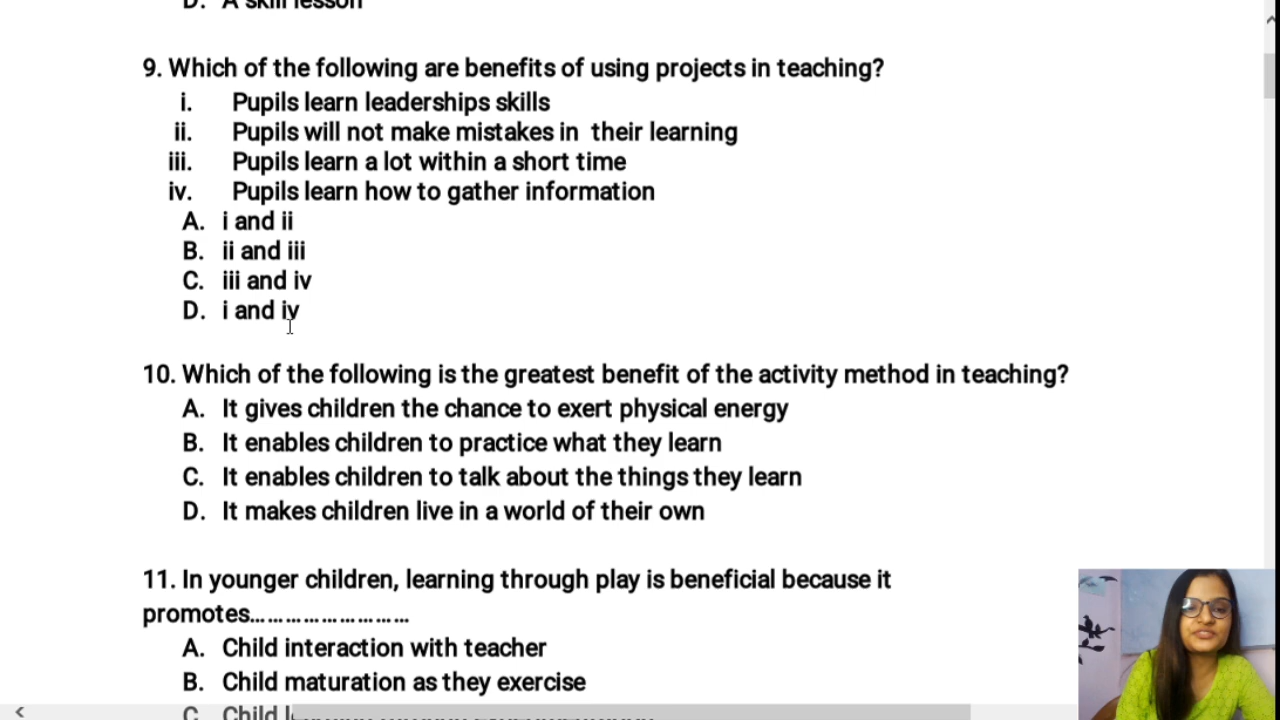 D. A skill lesson
9. Which of the following are benefits of using projects in teaching?
i. Pupils learn leaderships skills
ii. Pupils will not make mistakes in their learning
iii. Pupils learn a lot within a short time
iv. Pupils learn how to gather information
A. i and ii
B. ii and iii
C. iii and iv
D. i and iv
10. Which of the following is the greatest benefit of the activity method in teaching?
A. It gives children the chance to exert physical energy
B. It enables children to practice what they learn
C. It enables children to talk about the things they learn
D. It makes children live in a world of their own
11. In younger children, learning through play is beneficial because it
promotes........................
A. Child interaction with teacher
B. Child maturation as they exercise
C. Child